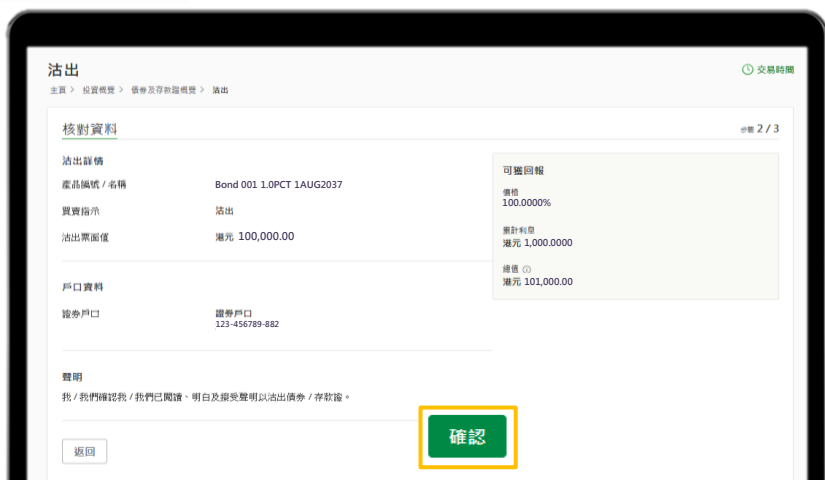 沽出
交易時間
主頁 > 投資概覽 > 債券及存款證概覽 > 沽出
核對資料
步驟 2 / 3
沽出詳情
產品編號 / 名稱 Bond 001 1.0PCT 1AUG2037
買賣指示 沽出
沽出票面值 港元 100,000.00
可獲回報
價格
100.0000%
累計利息
港元 1,000.0000
總值
港元 101,000.00
戶口資料
證券戶口 證券戶口
123-456789-882
聲明
我 / 我們確認我 / 我們已閱讀、明白及接受聲明以沽出債券 / 存款證。
返回
確認